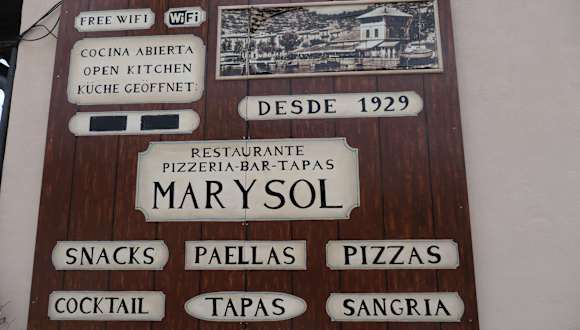 FREE WIFI
WiFi
COCINA ABIERTA
OPEN KITCHEN
KÜCHE GEOFFNET:
DESDE 1929
RESTAURANTE
PIZZERIA-BAR-TAPAS
MARYSOL
SNACKS
PAELLAS
PIZZAS
COCKTAIL
TAPAS
SANGRIA